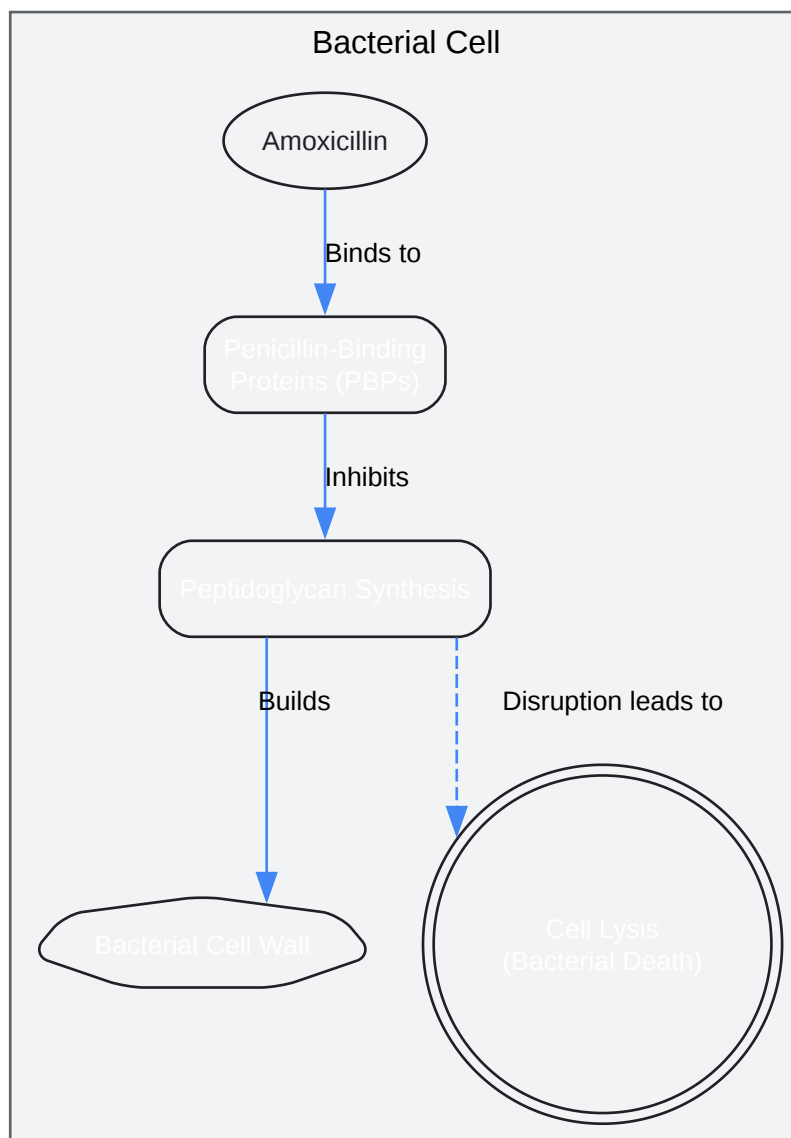 Bacterial Cell
Amoxicillin
Binds to
Penicillin-Binding
Proteins (PBPs)
Inhibits
Peptidoglycan Synthesis
Builds
Disruption leads to
Bacterial Cell Wall
Cell Lysis
(Bacterial Death)